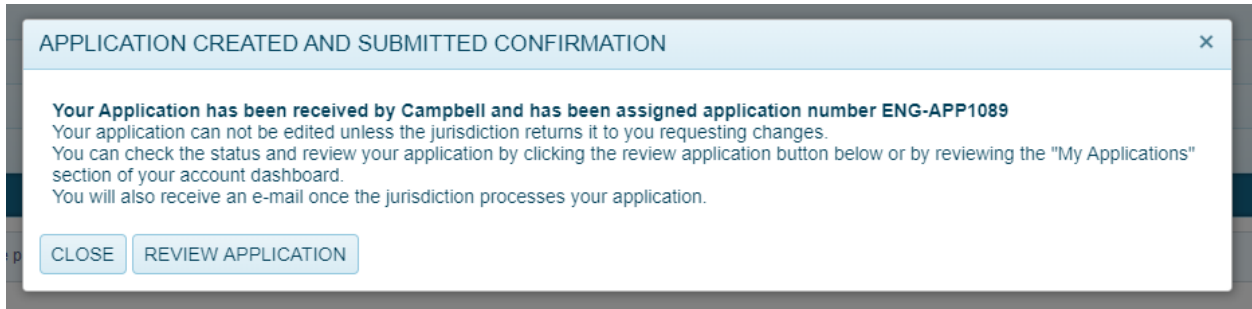 APPLICATION CREATED AND SUBMITTED CONFIRMATION ×
Your Application has been received by Campbell and has been assigned application number ENG-APP1089
Your application can not be edited unless the jurisdiction returns it to you requesting changes.
You can check the status and review your application by clicking the review application button below or by reviewing the "My Applications"
section of your account dashboard.
You will also receive an e-mail once the jurisdiction processes your application.
CLOSE REVIEW APPLICATION